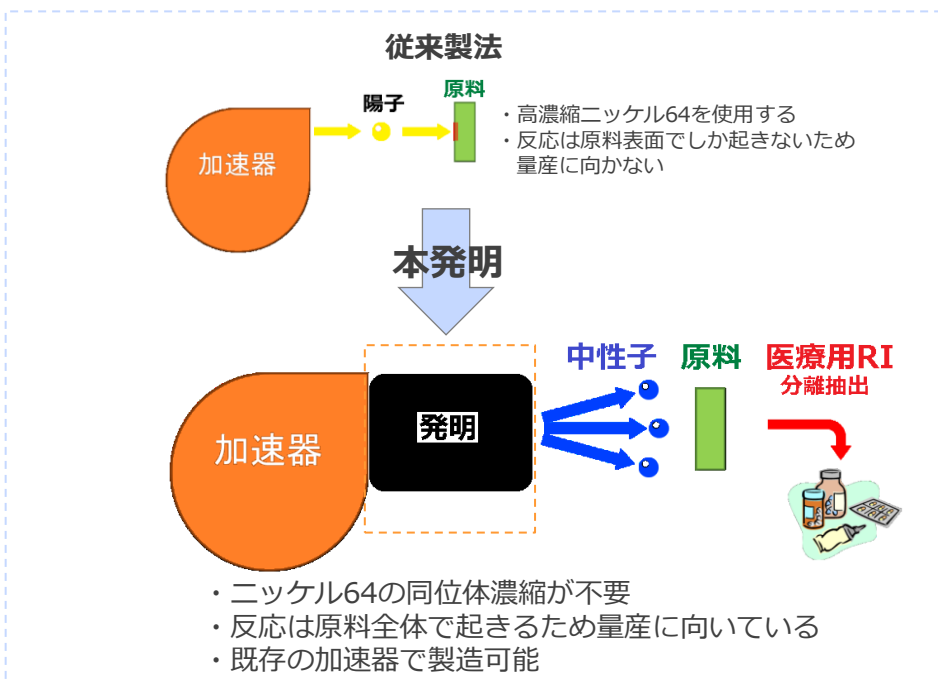 従来製法
陽子
原料
加速器
・高濃縮ニッケル64を使用する
・反応は原料表面でしか起きないため
量産に向かない
本発明
中性子
原料
医療用RI
分離抽出
発明
加速器
・ニッケル64の同位体濃縮が不要
・反応は原料全体で起きるため量産に向いている
・既存の加速器で製造可能